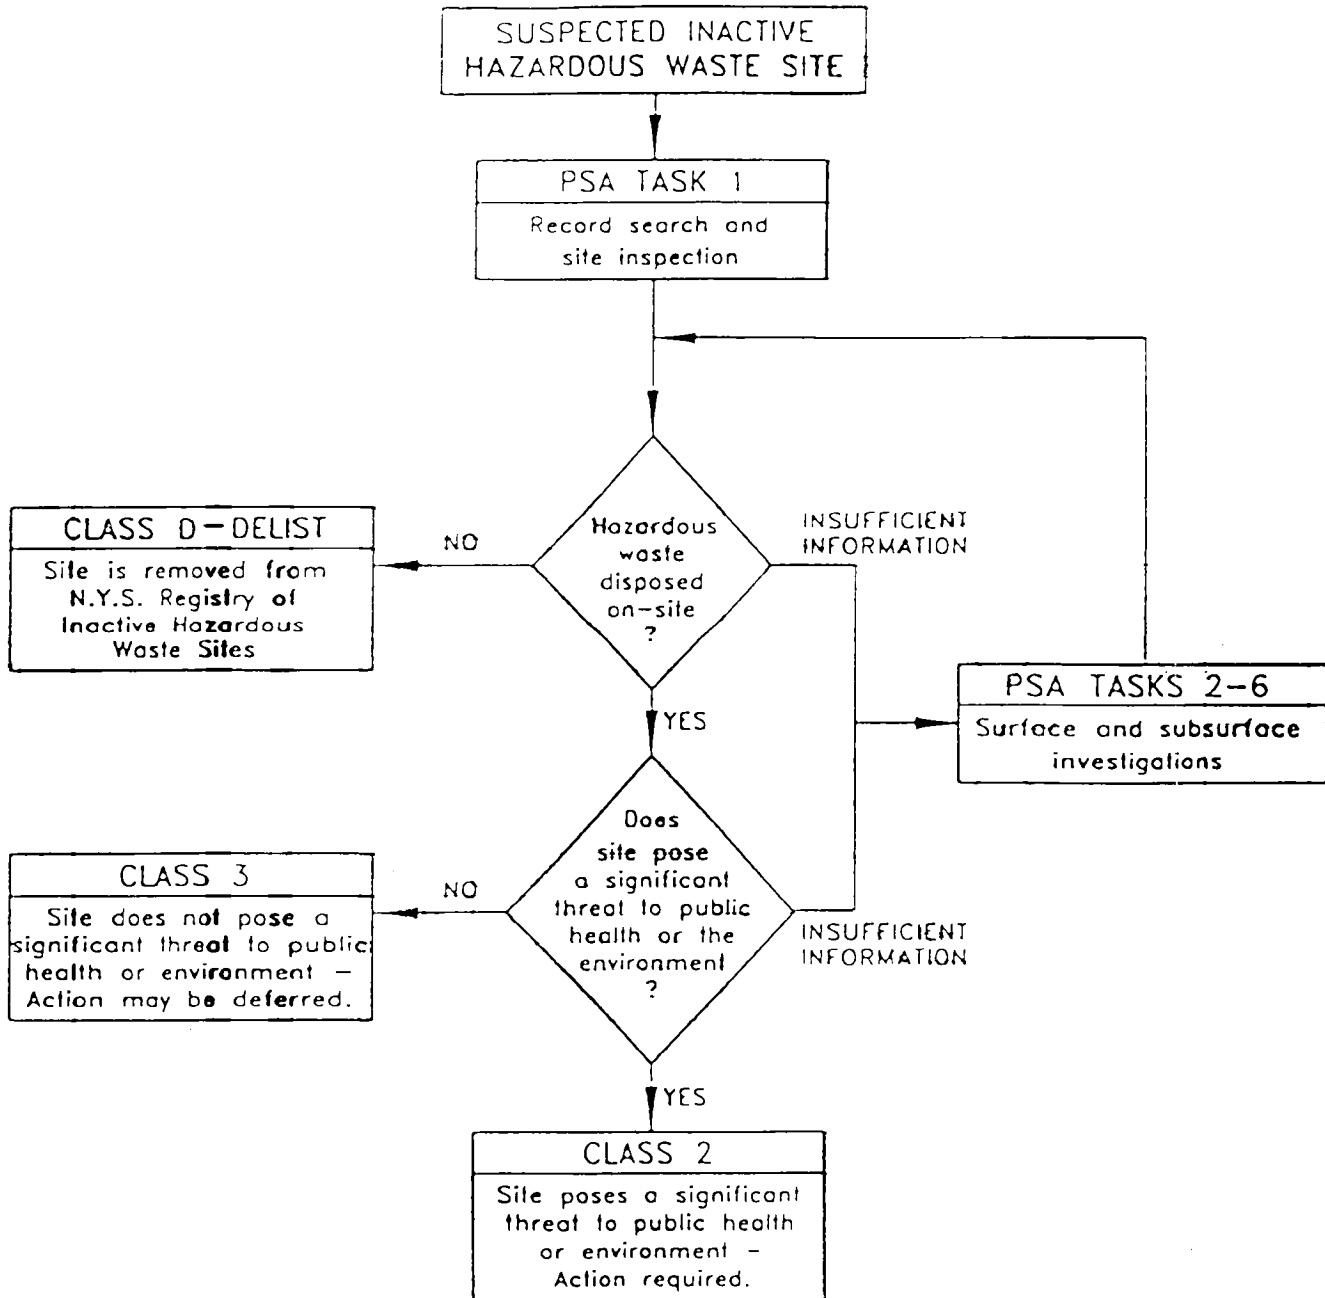 SUSPECTED INACTIVE
HAZARDOUS WASTE SITE
PSA TASK 1
Record search and
site inspection
Hazardous
waste
disposed
on-site
?
NO
INSUFFICIENT
INFORMATION
CLASS D-DELIST
Site is removed from
N.Y.S. Registry of
Inactive Hazardous
Waste Sites
YES
PSA TASKS 2-6
Surface and subsurface
investigations
Does
site pose
a significant
threat to public
health or the
environment
?
NO
INSUFFICIENT
INFORMATION
CLASS 3
Site does not pose a
significant threat to public
health or environment -
Action may be deferred.
YES
CLASS 2
Site poses a significant
threat to public health
or environment -
Action required.